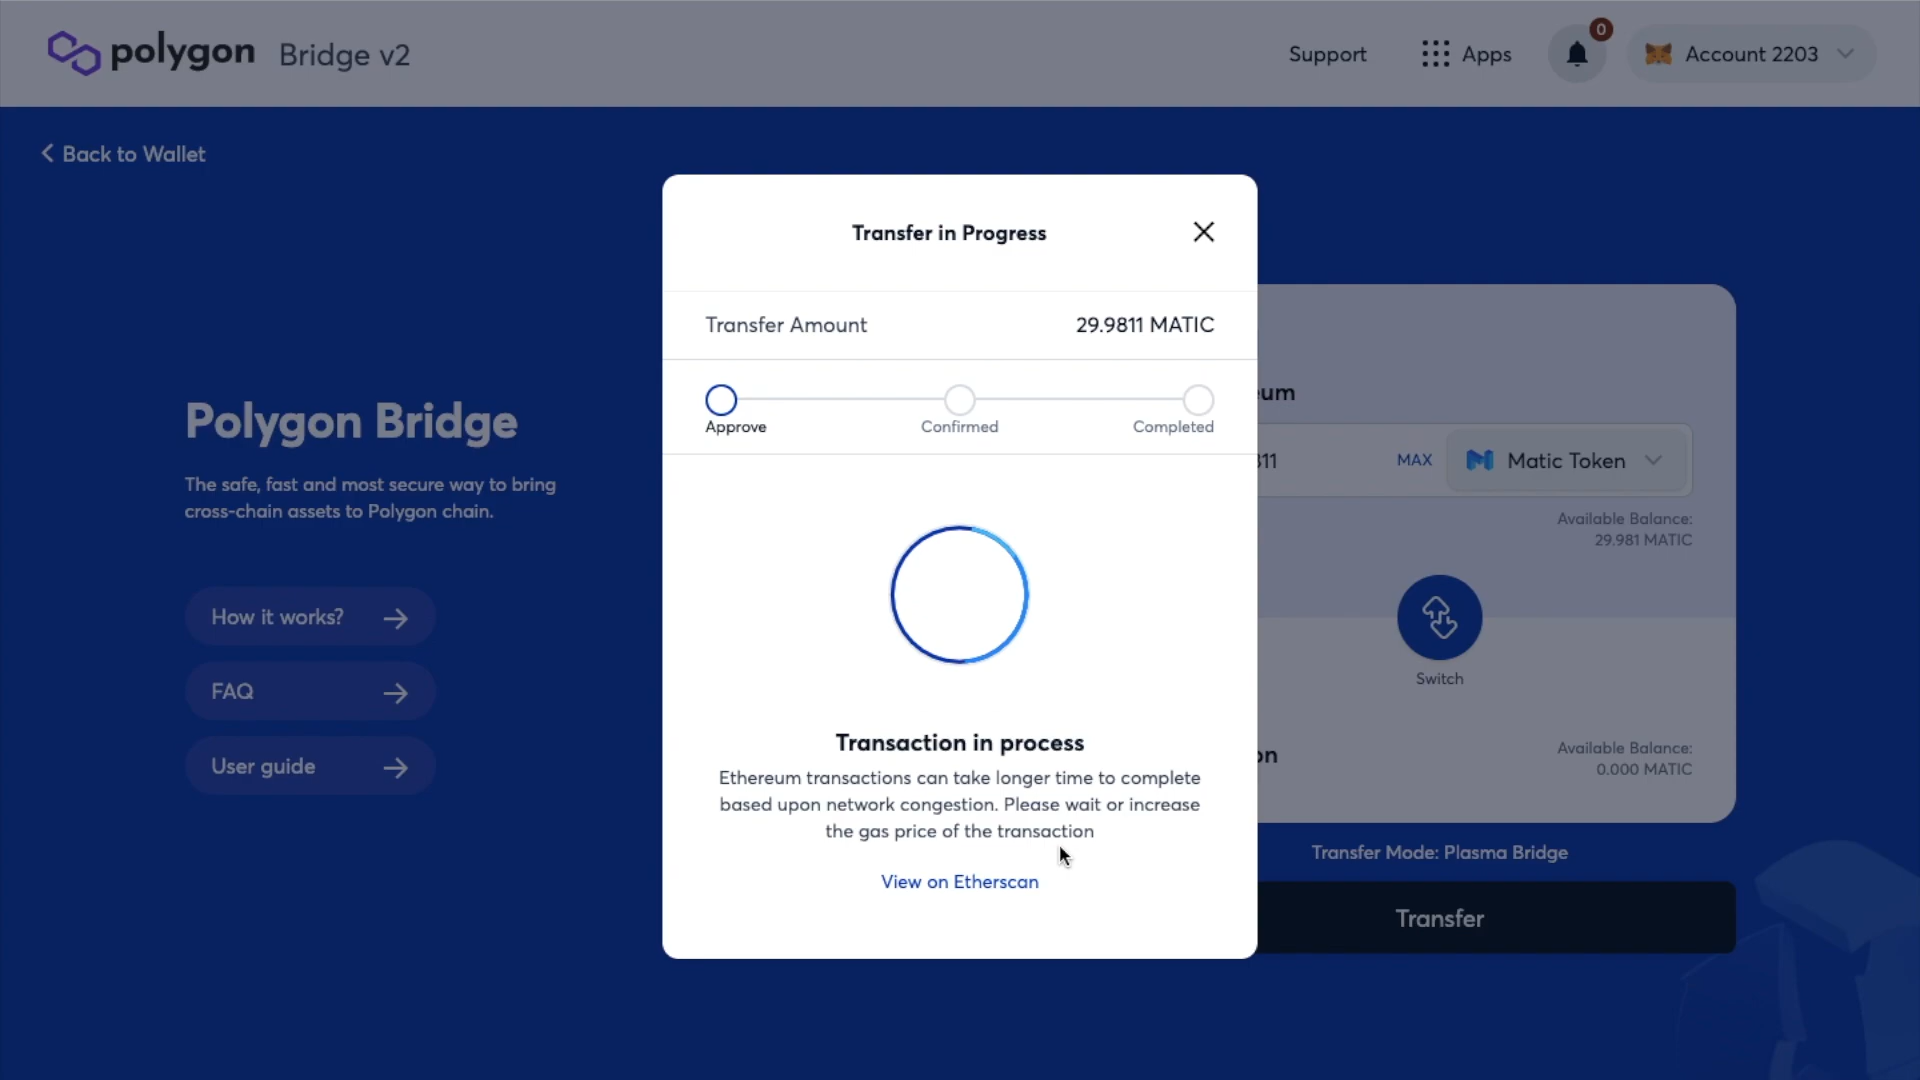 polygon Bridge v2
Support
Apps
0
Account 2203
Back to Wallet
Polygon Bridge
The safe, fast and most secure way to bring
cross-chain assets to Polygon chain.
How it works?
FAQ
User guide
Transfer in Progress
Transfer Amount 29.9811 MATIC
Approve Confirmed Completed
Transaction in process
Ethereum transactions can take longer time to complete
based upon network congestion. Please wait or increase
the gas price of the transaction
View on Etherscan
eum
811 MAX Matic Token
Available Balance:
29.981 MATIC
Switch
on
Available Balance:
0.000 MATIC
Transfer Mode: Plasma Bridge
Transfer